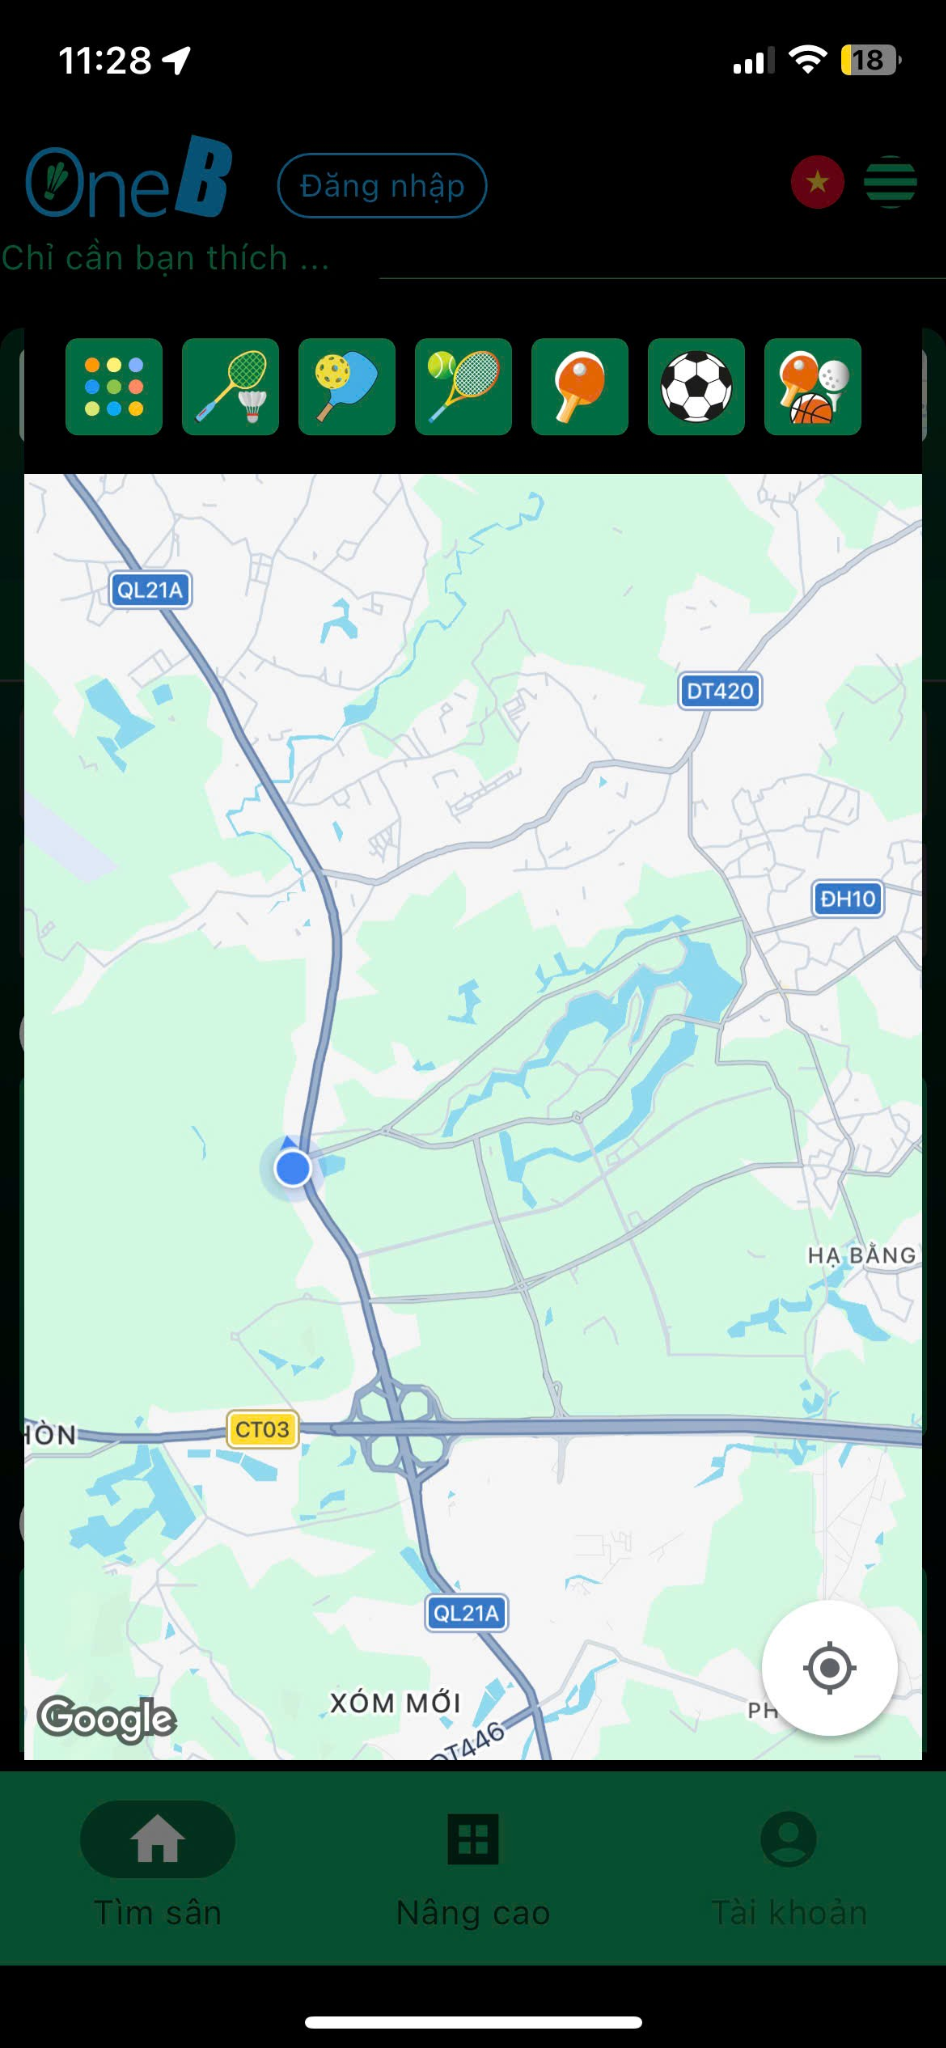 11:28
18
OneB
Đăng nhập
Chỉ cần bạn thích ...
QL21A
DT420
ĐH10
HẠ BẰNG
CT03
QL21A
XÓM MỚI
DT446
Google
Tìm sân
Nâng cao
Tài khoản